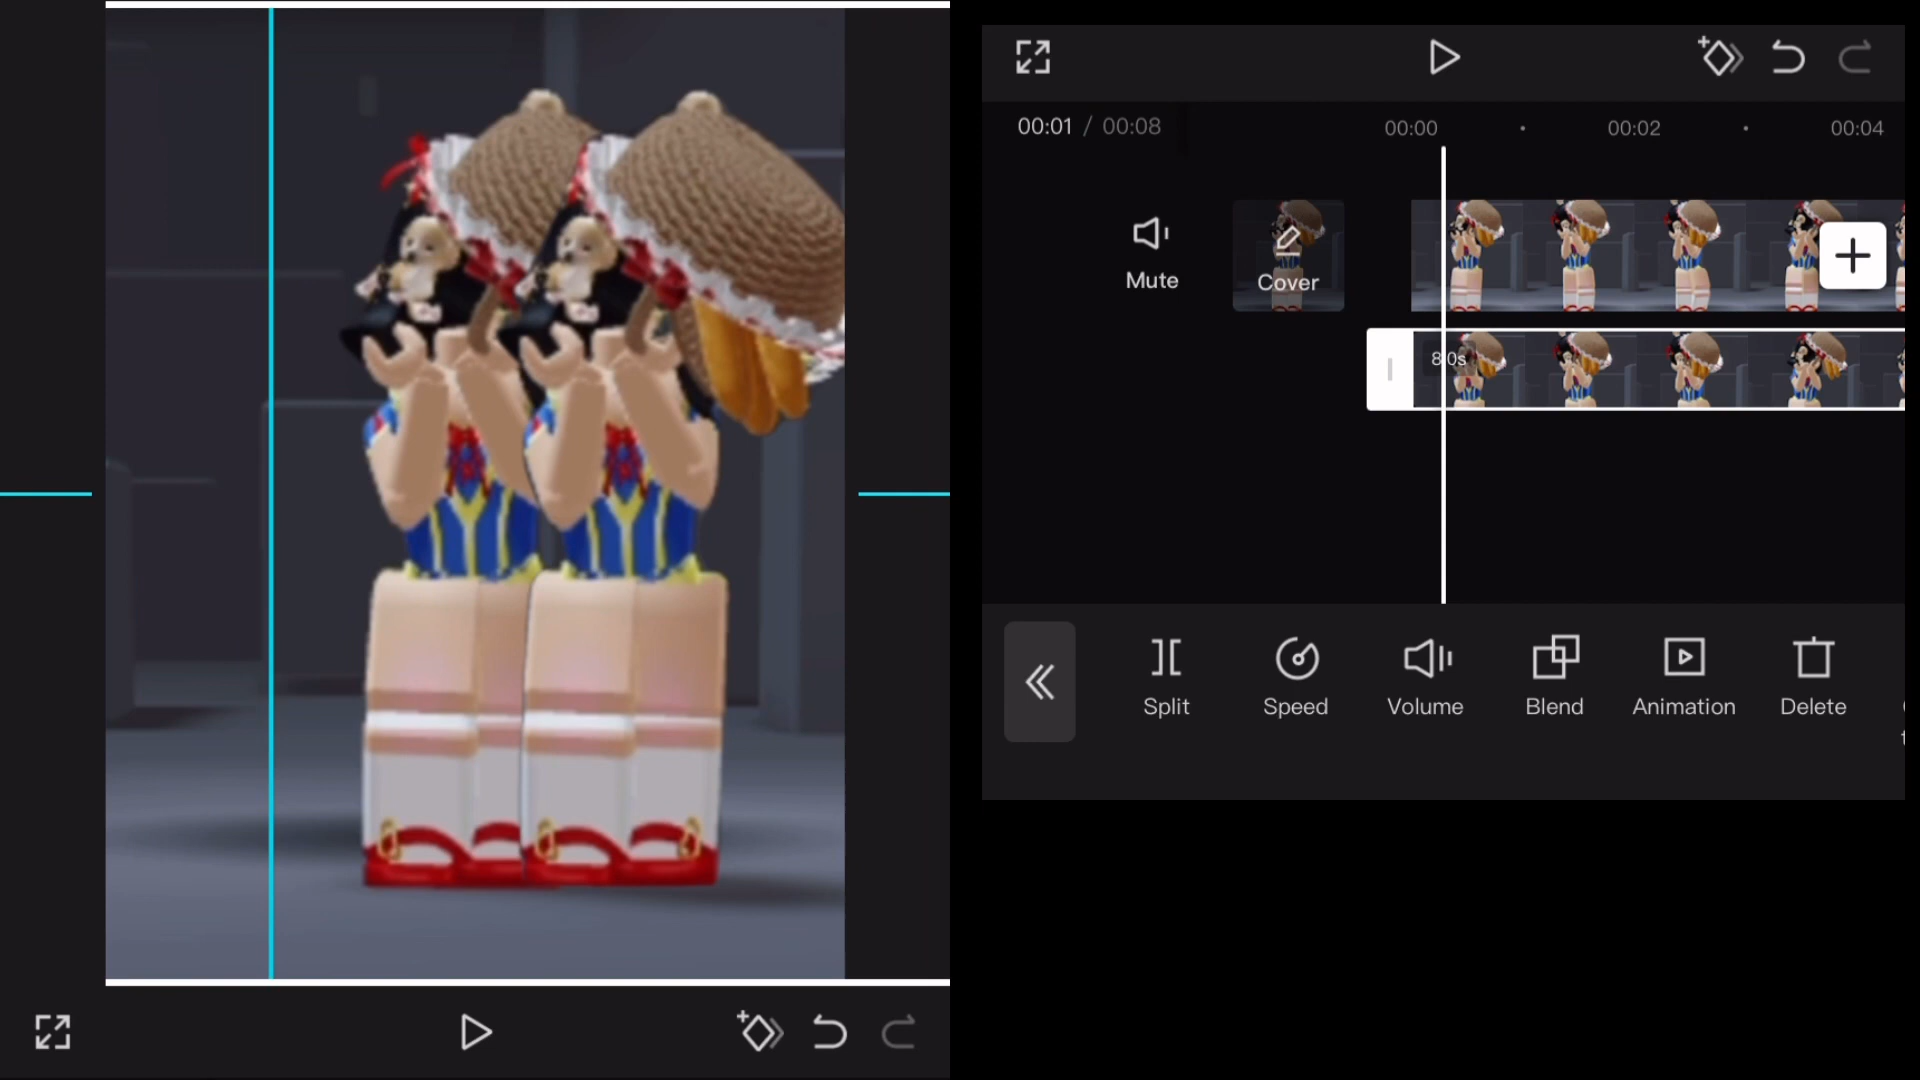 00:01 / 00:08
00:00
00:02
00:04
Mute
Cover
8.0s
Split
Speed
Volume
Blend
Animation
Delete